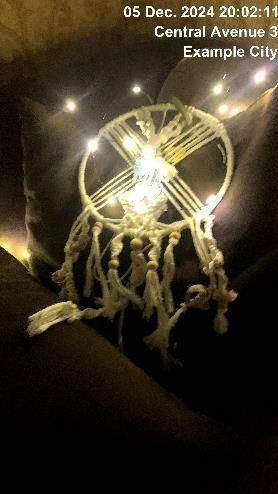 05 Dec. 2024 20:02:11
Central Avenue 3
Example City